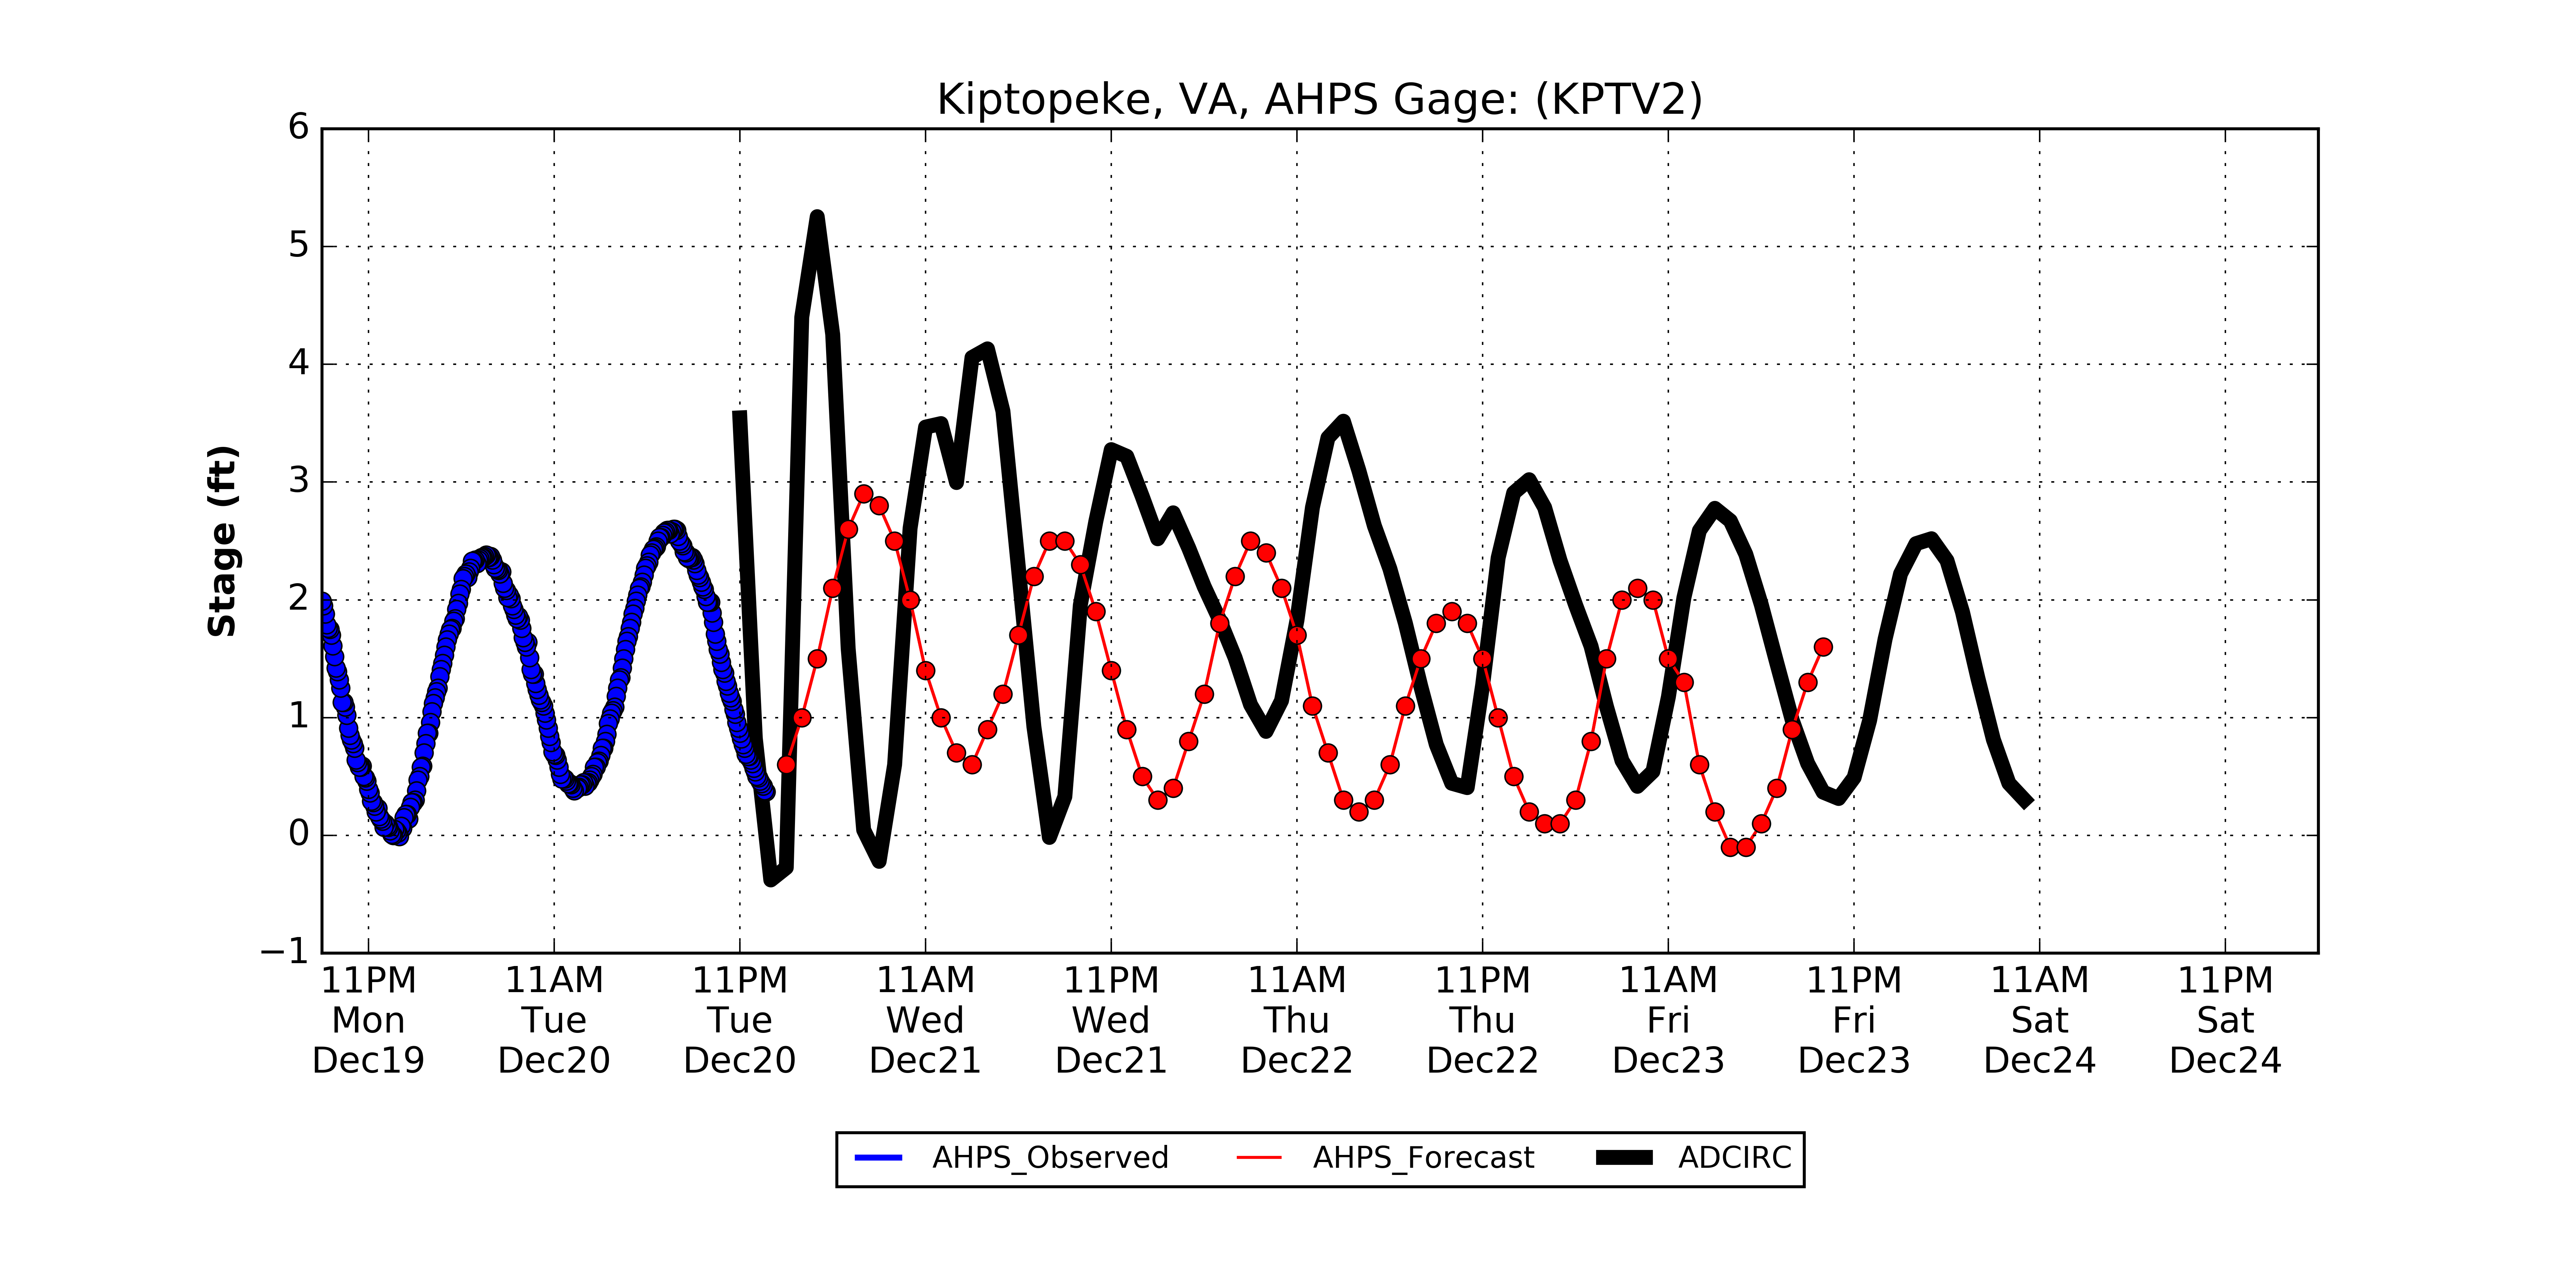 Kiptopeke, VA, AHPS Gage: (KPTV2)
Stage (ft)
6
5
4
3
2
1
0
−1
11PM 11AM 11PM 11AM 11PM 11AM 11PM 11AM 11PM 11AM 11PM
Mon Tue Tue Wed Wed Thu Thu Fri Fri Sat Sat
Dec19 Dec20 Dec20 Dec21 Dec21 Dec22 Dec22 Dec23 Dec23 Dec24 Dec24
AHPS_Observed AHPS_Forecast ADCIRC